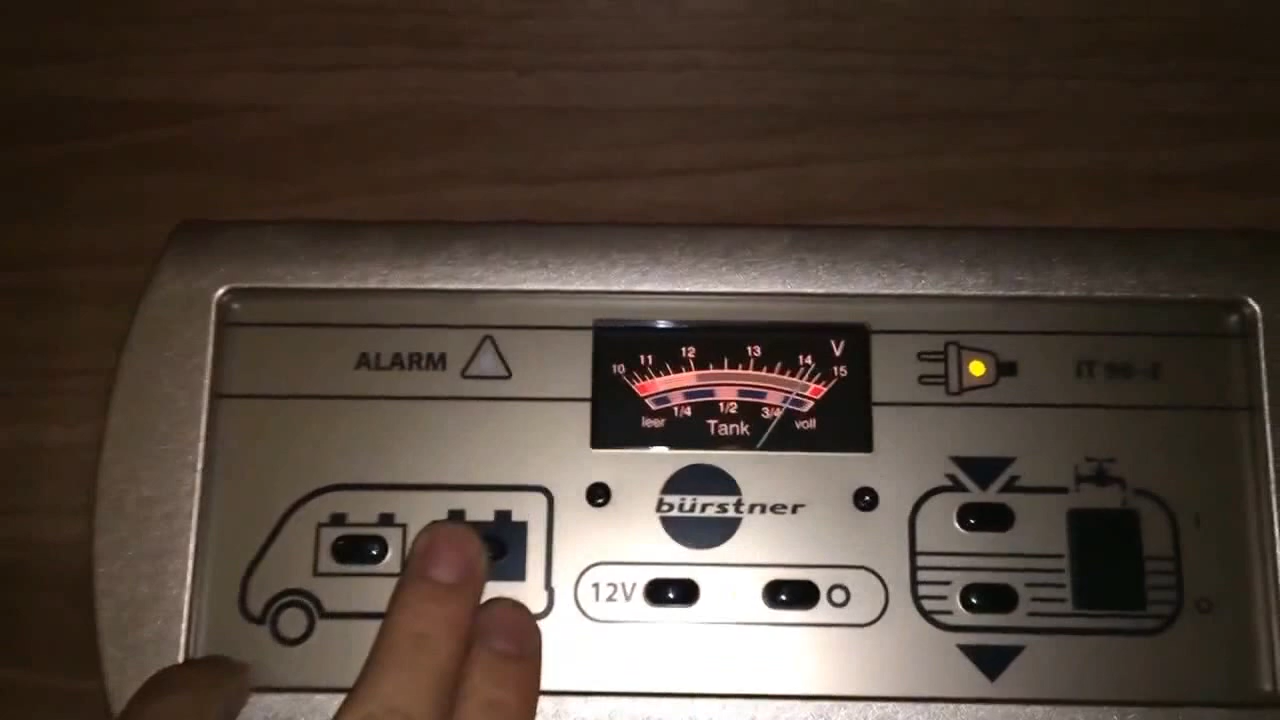 ALARM
10 11 12 13 14 15 V
leer 1/4 1/2 3/4 voll
Tank
bürstner
12V